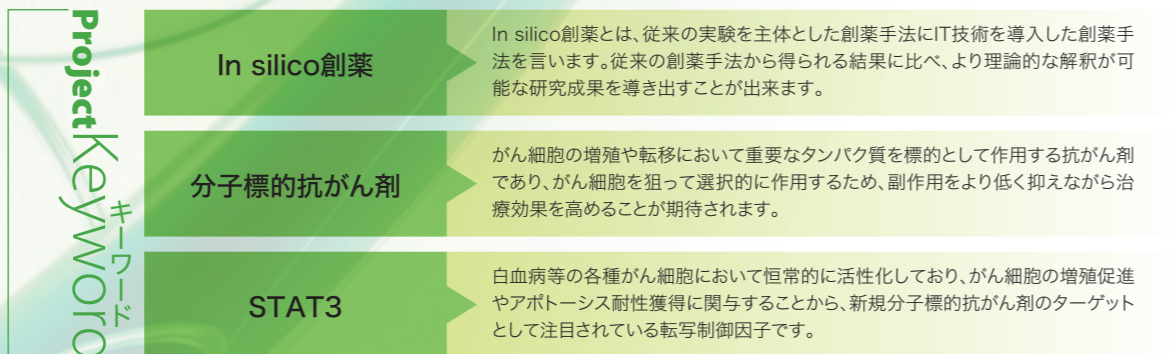 Project Keyword
キーワード
In silico創薬
In silico創薬とは、従来の実験を主体とした創薬手法にIT技術を導入した創薬手
法を言います。従来の創薬手法から得られる結果に比べ、より理論的な解釈が可
能な研究成果を導き出すことが出来ます。
分子標的抗がん剤
がん細胞の増殖や転移において重要なタンパク質を標的として作用する抗がん剤
であり、がん細胞を狙って選択的に作用するため、副作用をより低く抑えながら治
療効果を高めることが期待されます。
STAT3
白血病等の各種がん細胞において恒常的に活性化しており、がん細胞の増殖促進
やアポトーシス耐性獲得に関与することから、新規分子標的抗がん剤のターゲット
として注目されている転写制御因子です。